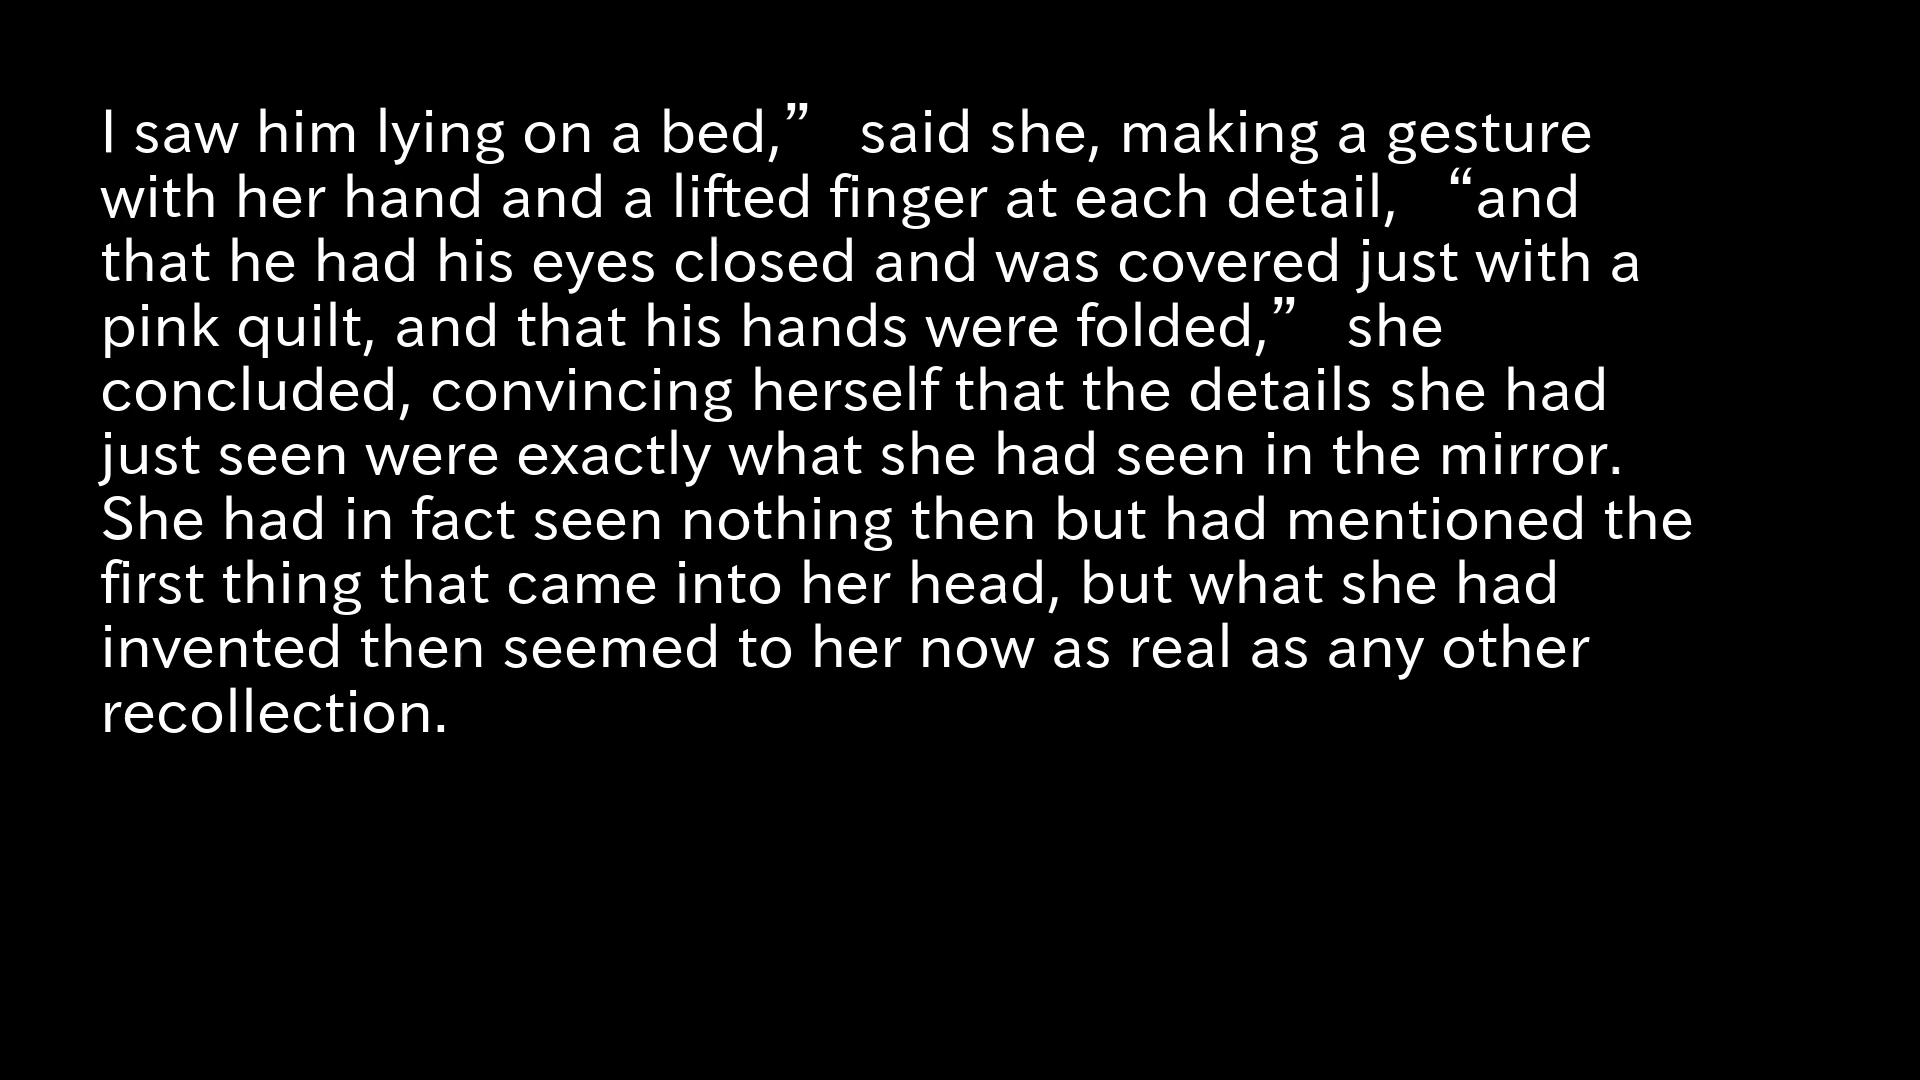 I saw him lying on a bed,” said she, making a gesture
with her hand and a lifted finger at each detail, “and
that he had his eyes closed and was covered just with a
pink quilt, and that his hands were folded,” she
concluded, convincing herself that the details she had
just seen were exactly what she had seen in the mirror.
She had in fact seen nothing then but had mentioned the
first thing that came into her head, but what she had
invented then seemed to her now as real as any other
recollection.